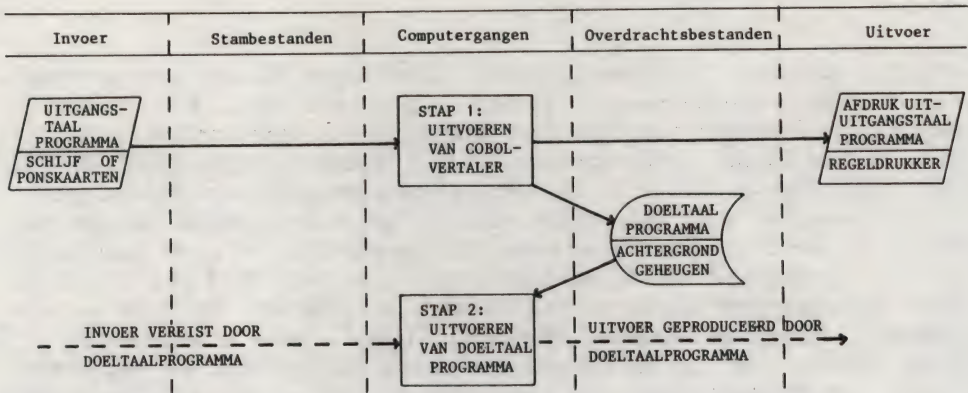 Invoer
Stambestanden
Computergangen
Overdrachtsbestanden
Uitvoer
UITGANGS-
TAAL
PROGRAMMA
SCHIJF OF
PONSKAARTEN
STAP 1:
UITVOEREN
VAN COBOL-
VERTALER
AFDRUK UIT-
UITGANGSTAAL
PROGRAMMA
REGELDRUKKER
DOELTAAL
PROGRAMMA
ACHTERGROND
GEHEUGEN
INVOER VEREIST DOOR
DOELTAALPROGRAMMA
STAP 2:
UITVOEREN
VAN DOELTAAL
PROGRAMMA
UITVOER GEPRODUCEERD DOOR
DOELTAALPROGRAMMA